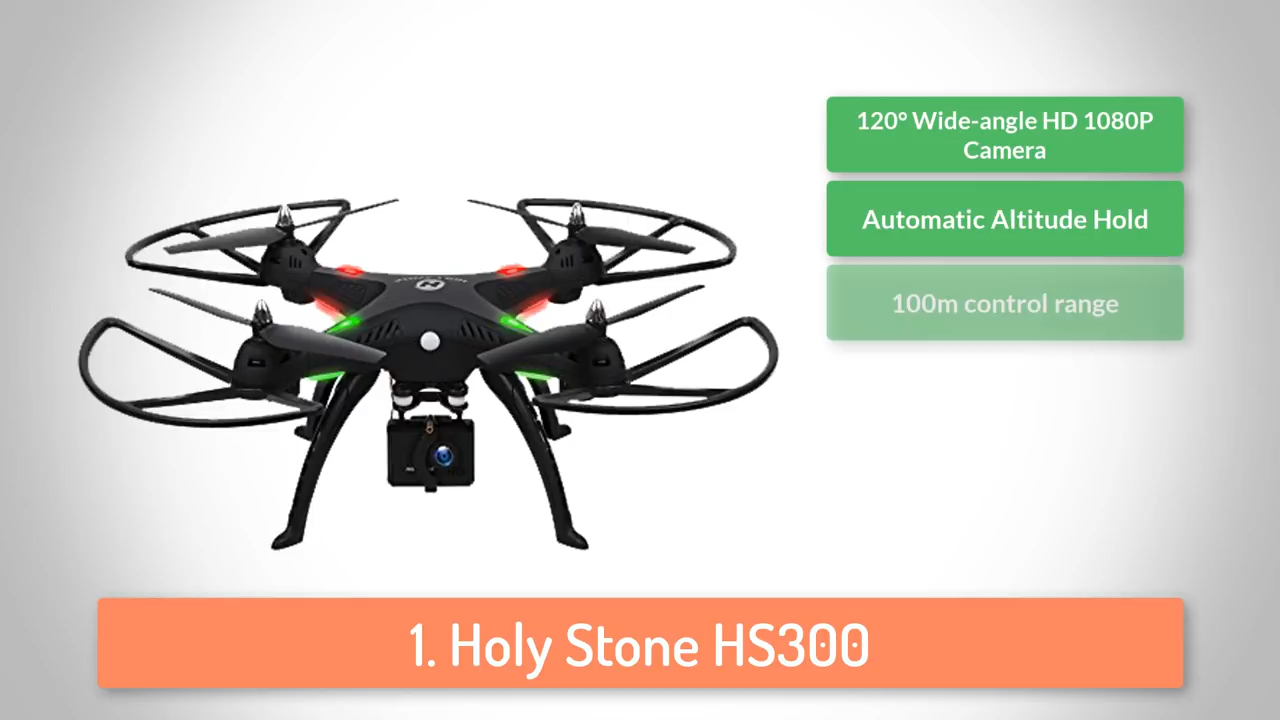 120° Wide-angle HD 1080P
Camera
Automatic Altitude Hold
100m control range
1. Holy Stone HS300